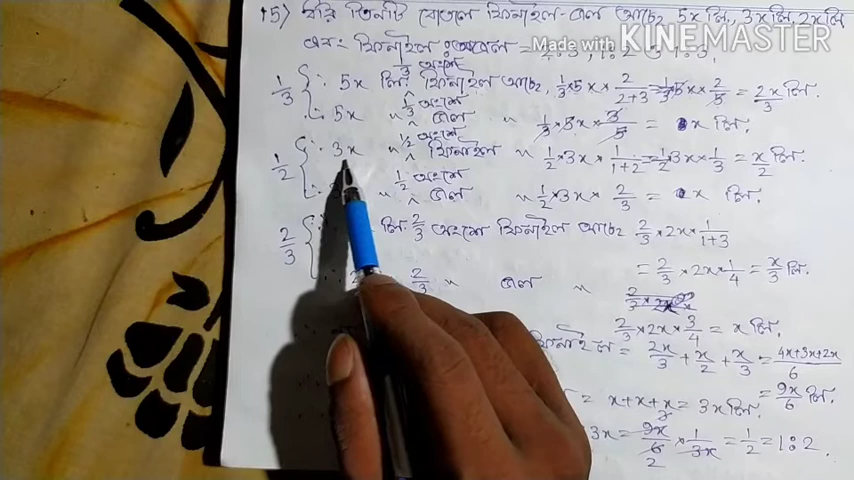 15) যদি তিনটি বোতলে ফিনাইল-জল আছে 5x লি, 3x লি, 2x লি
এবং ফিনাইল : জল = 2:3, 1:2 ও 1:3.
Made with KINEMASTER
1/3 অংশে
1/3 { ∵ 5x লি. ফিনাইল আছে, 1/3 × 5x × 2/(2+3) = 1/3 × 5x × 2/5 = 2x/3 লি.
1/3 অংশে
∴ 5x " জল " 1/3 × 5x × 3/5 = x লি.
1/2 অংশে
1/2 { ∵ 3x " ফিনাইল " 1/2 × 3x × 1/(1+2) = 1/2 × 3x × 1/3 = x/2 লি.
1/2 অংশে
" জল " 1/2 × 3x × 2/3 = x লি.
2/3 { ∵ লি. 2/3 অংশে ফিনাইল আছে 2/3 × 2x × 1/(1+3)
= 2/3 × 2x × 1/4 = x/3 লি.
2/3 " জল "
2/3 × 2x × 3/4 = x লি.
ফিনাইল = 2x/3 + x/2 + x/3 = (4x+3x+2x)/6
= 9x/6 লি.
= x + x + x = 3x লি.
3x = 9x/6 × 1/3x = 1/2 = 1:2.